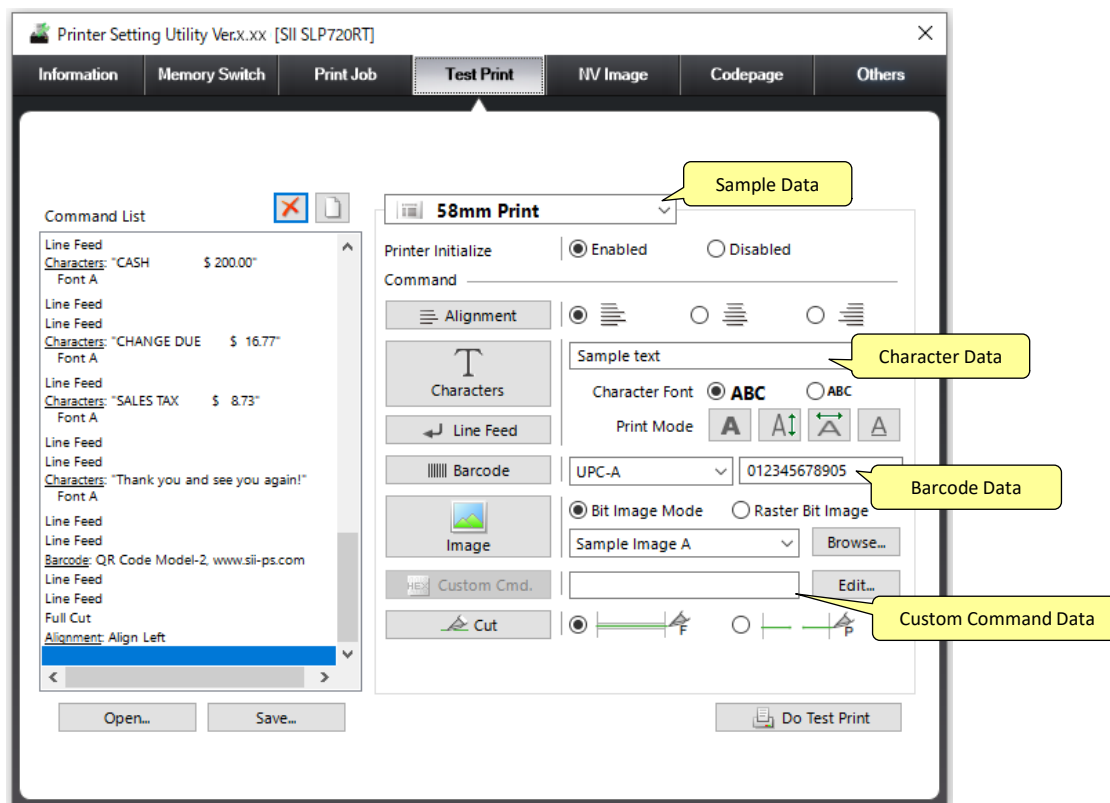 Printer Setting Utility Ver.x.xx [SII SLP720RT]
Information Memory Switch Print Job Test Print NV Image Codepage Others
Sample Data
Command List
58mm Print
Line Feed
Characters: "CASH $ 200.00"
Font A
Line Feed
Line Feed
Characters: "CHANGE DUE $ 16.77"
Font A
Line Feed
Characters: "SALES TAX $ 8.73"
Font A
Line Feed
Line Feed
Characters: "Thank you and see you again!"
Font A
Line Feed
Line Feed
Barcode: QR Code Model-2, www.sii-ps.com
Line Feed
Line Feed
Full Cut
Alignment: Align Left
Open... Save...
Printer Initialize Enabled Disabled
Command
Alignment
T
Characters
Sample text
Character Data
Character Font ABC ABC
Print Mode A A A A
Line Feed
Barcode UPC-A 012345678905
Barcode Data
Image
Bit Image Mode Raster Bit Image
Sample Image A Browse...
HEX Custom Cmd. Edit...
Custom Command Data
Cut F P
Do Test Print